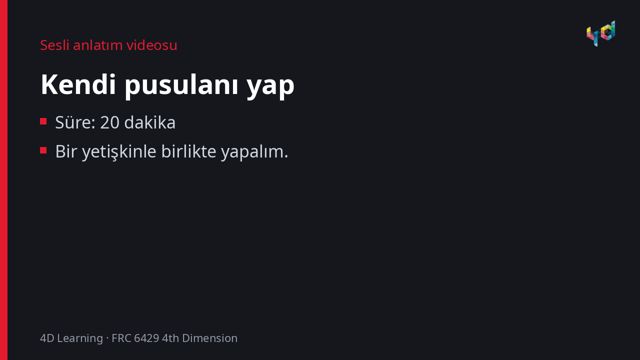 Sesli anlatım videosu
4d
Kendi pusulanı yap
Süre: 20 dakika
Bir yetişkinle birlikte yapalım.
4D Learning · FRC 6429 4th Dimension